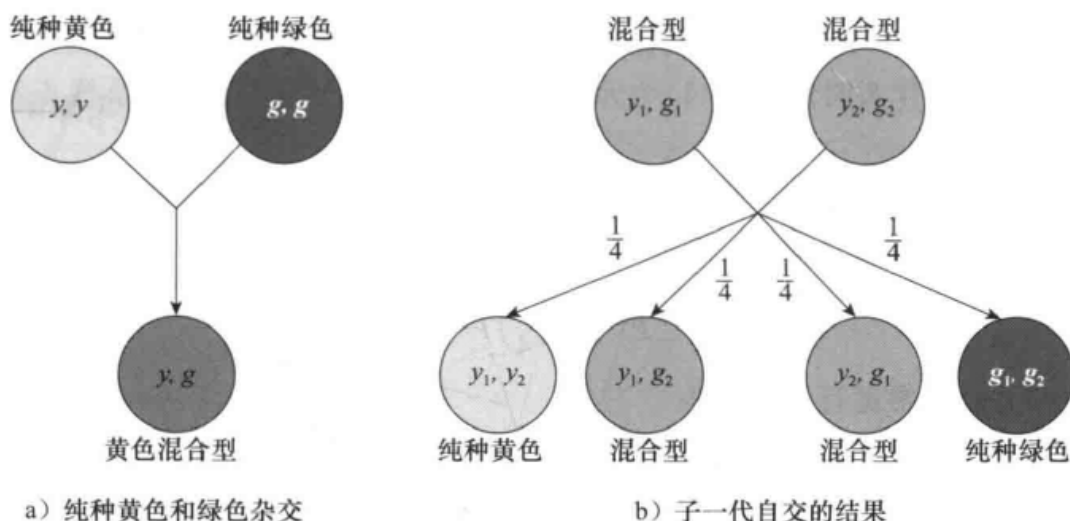 纯种黄色 纯种绿色
y, y g, g
y, g
黄色混合型
a）纯种黄色和绿色杂交
混合型 混合型
y₁, g₁ y₂, g₂
1/4 1/4 1/4 1/4
y₁, y₂ y₁, g₂ y₂, g₁ g₁, g₂
纯种黄色 混合型 混合型 纯种绿色
b）子一代自交的结果